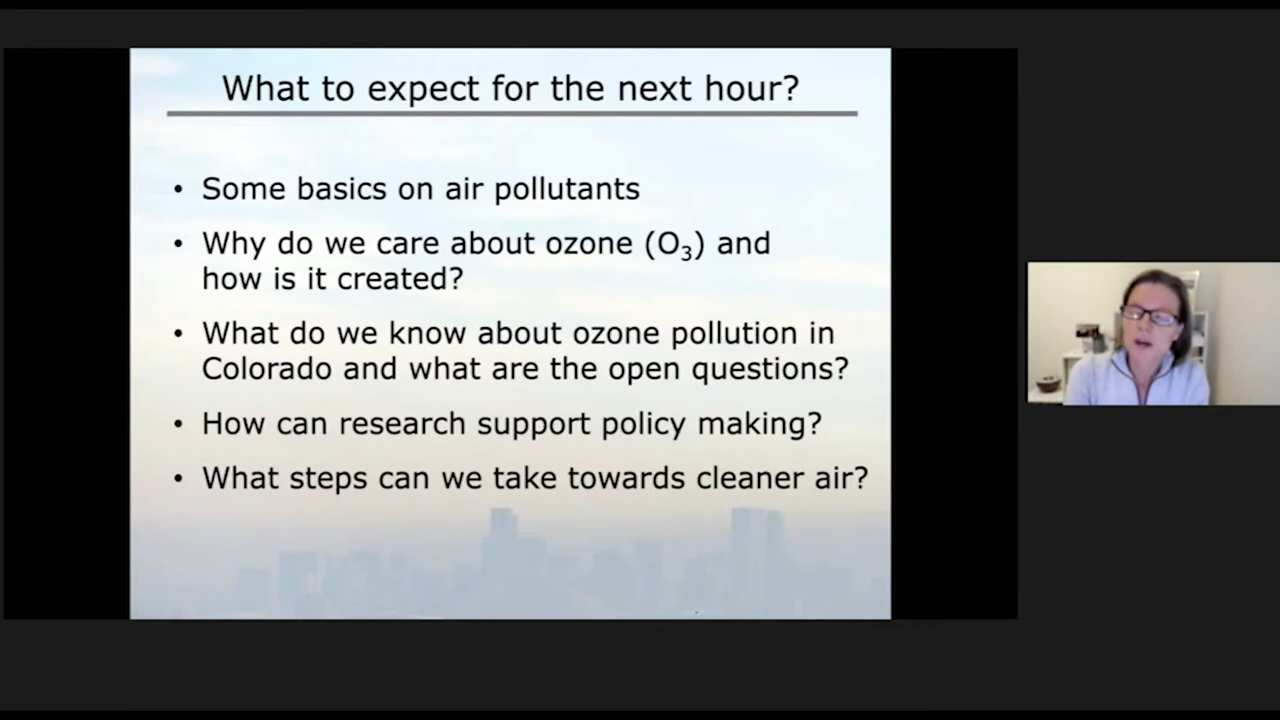 What to expect for the next hour?
• Some basics on air pollutants
• Why do we care about ozone (O₃) and
how is it created?
• What do we know about ozone pollution in
Colorado and what are the open questions?
• How can research support policy making?
• What steps can we take towards cleaner air?